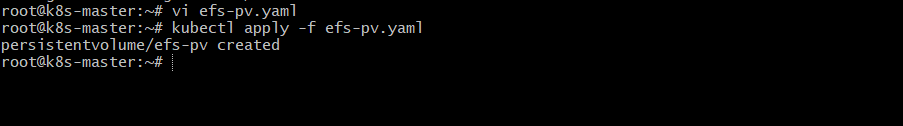 root@k8s-master:~# vi efs-pv.yaml
root@k8s-master:~# kubectl apply -f efs-pv.yaml
persistentvolume/efs-pv created
root@k8s-master:~#